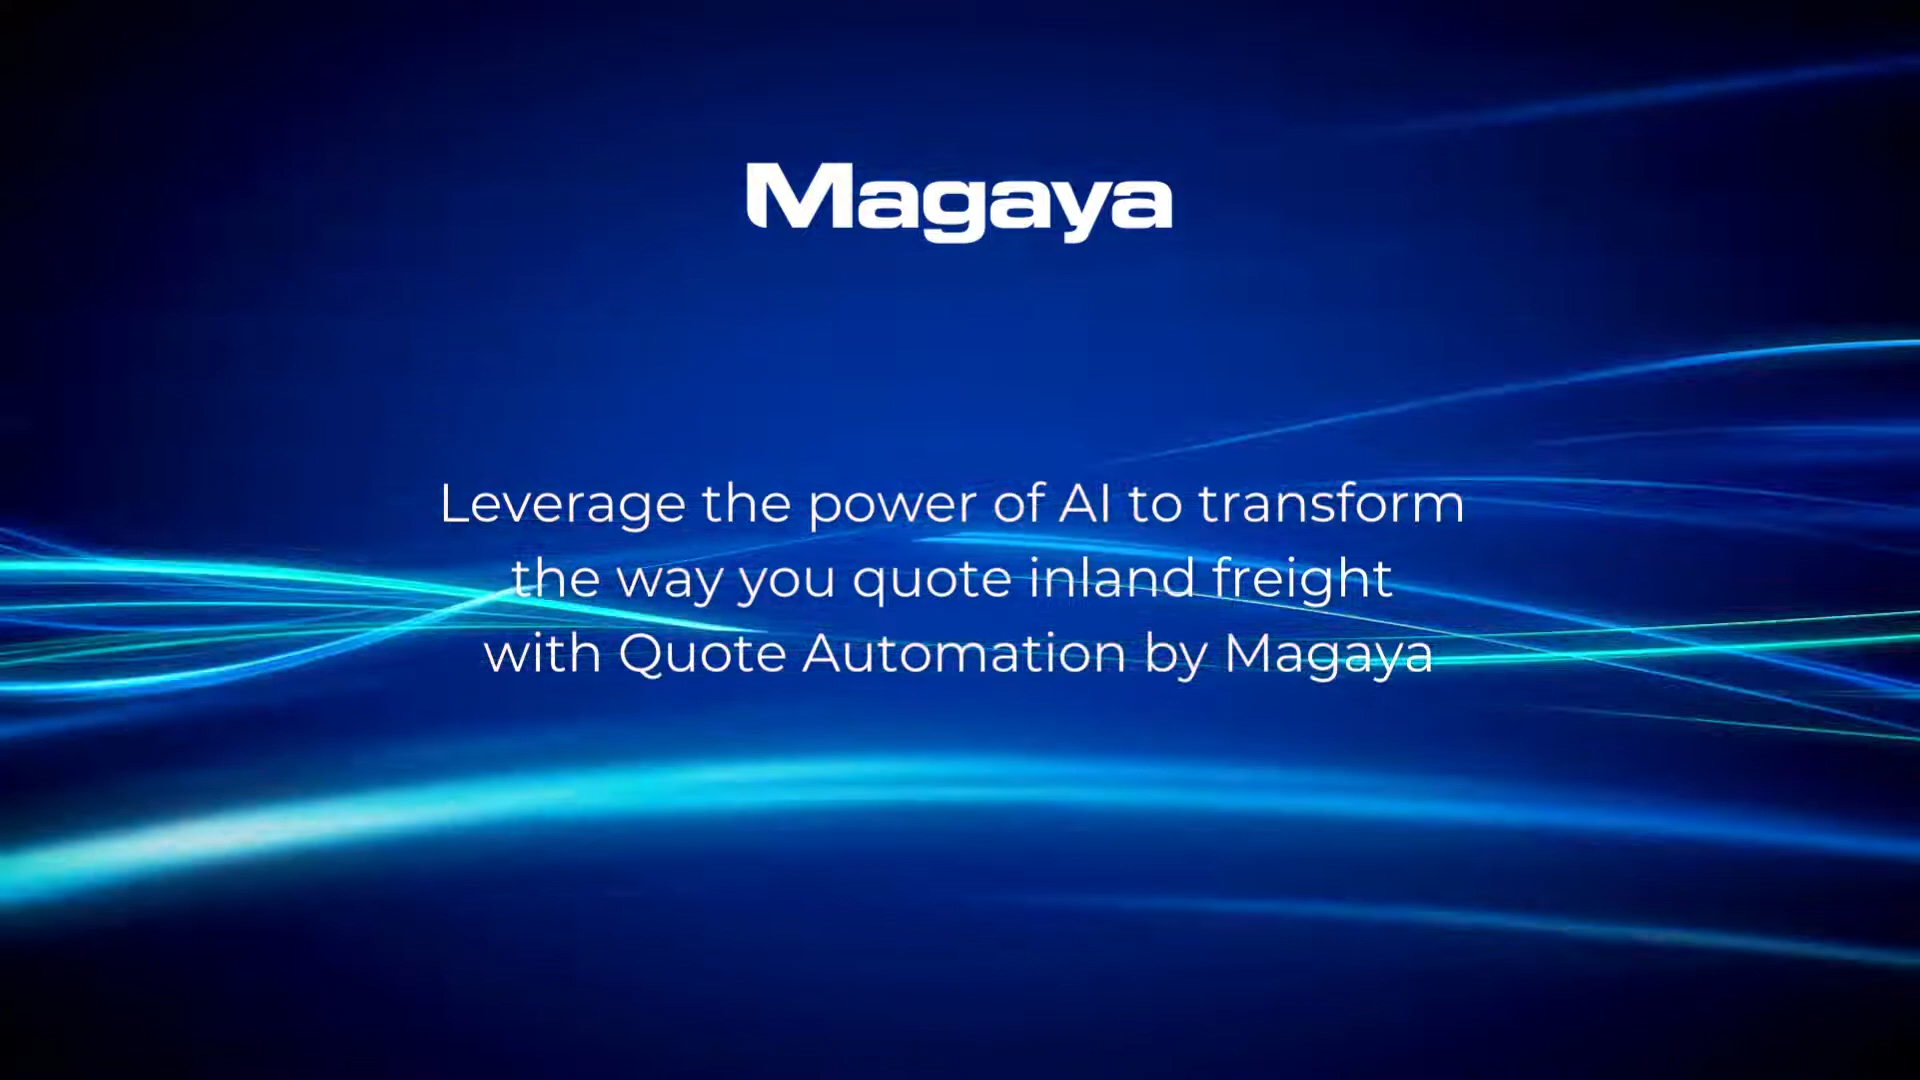 Magaya
Leverage the power of AI to transform
the way you quote inland freight
with Quote Automation by Magaya